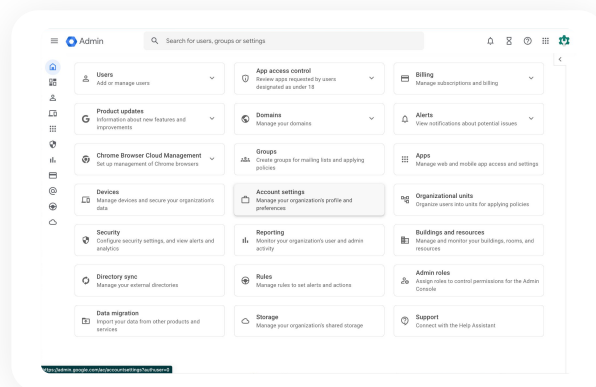 Admin
Search for users, groups or settings
Users
Add or manage users
App access control
Review apps requested by users
designated as under 18
Billing
Manage subscriptions and billing
Product updates
Information about new features and
improvements
Domains
Manage your domains
Alerts
View notifications about potential issues
Chrome Browser Cloud Management
Set up management of Chrome browsers
Groups
Create groups for mailing lists and applying
policies
Apps
Manage web and mobile app access and settings
Devices
Manage devices and secure your organization's
data
Account settings
Manage your organization's profile and
preferences
Organizational units
Organize users into units for applying policies
Security
Configure security settings, and view alerts and
analytics
Reporting
Monitor your organization's user and admin
activity
Buildings and resources
Manage and monitor your buildings, rooms, and
resources
Directory sync
Manage your external directories
Rules
Manage rules to set alerts and actions
Admin roles
Assign roles to control permissions for the Admin
Console
Data migration
Import your data from other products and
services
Storage
Manage your organization's shared storage
Support
Connect with the Help Assistant
https://admin.google.com/ac/accountsettings?authuser=0